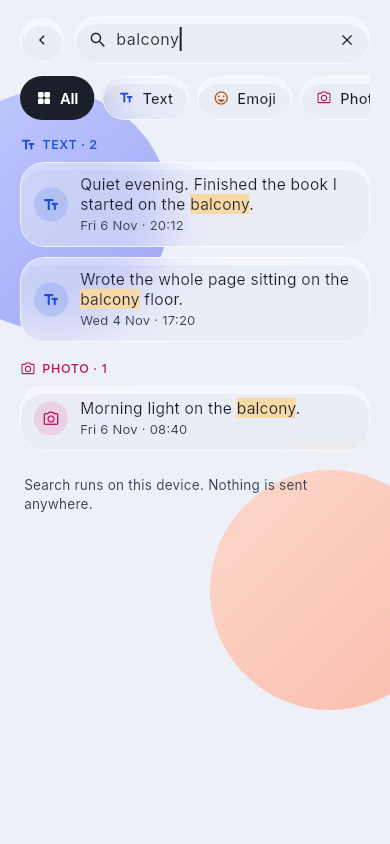 balcony
All Text Emoji Phot
TEXT · 2
Quiet evening. Finished the book I
started on the balcony.
Fri 6 Nov · 20:12
Wrote the whole page sitting on the
balcony floor.
Wed 4 Nov · 17:20
PHOTO · 1
Morning light on the balcony.
Fri 6 Nov · 08:40
Search runs on this device. Nothing is sent
anywhere.